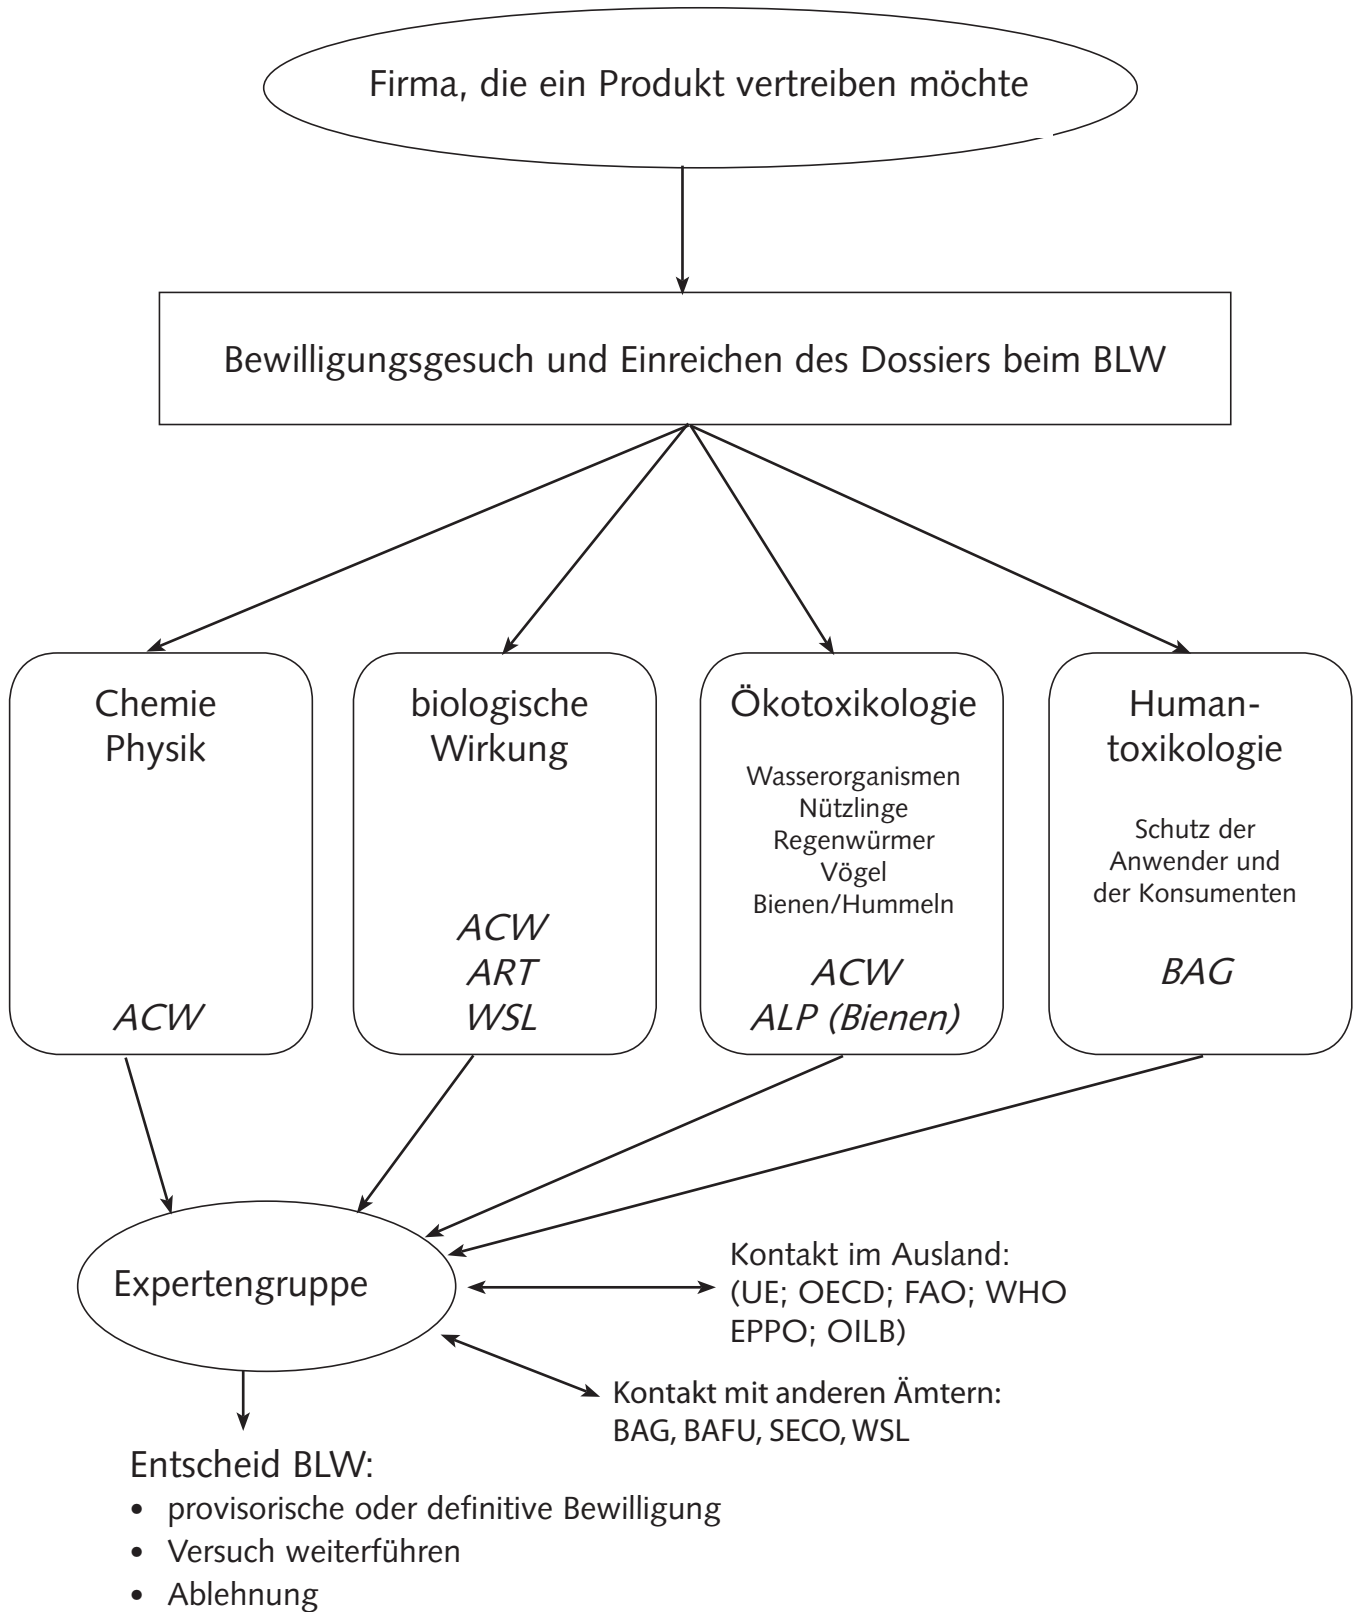 Firma, die ein Produkt vertreiben möchte
Bewilligungsgesuch und Einreichen des Dossiers beim BLW
Chemie
Physik
ACW
biologische
Wirkung
ACW
ART
WSL
Ökotoxikologie
Wasserorganismen
Nützlinge
Regenwürmer
Vögel
Bienen/Hummeln
ACW
ALP (Bienen)
Human-
toxikologie
Schutz der
Anwender und
der Konsumenten
BAG
Expertengruppe
Kontakt im Ausland:
(UE; OECD; FAO; WHO
EPPO; OILB)
Kontakt mit anderen Ämtern:
BAG, BAFU, SECO, WSL
Entscheid BLW:
• provisorische oder definitive Bewilligung
• Versuch weiterführen
• Ablehnung